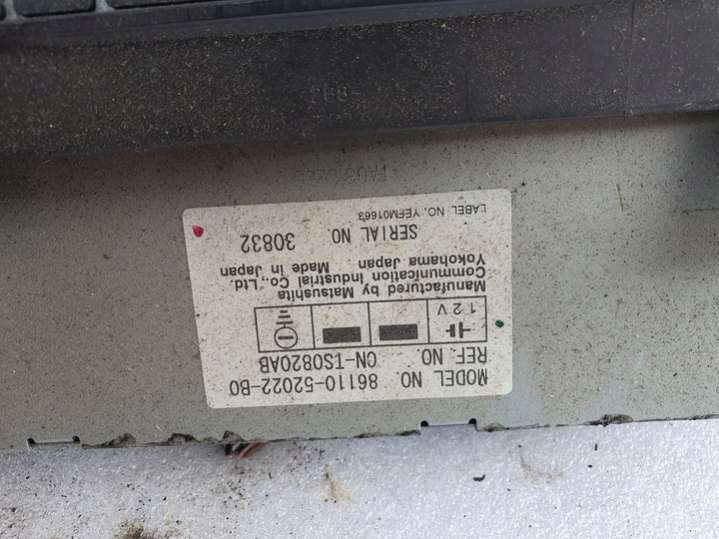 MODEL NO. 86110-52022-B0
REF. NO. CN-TS0820AB
12V
Manufactured by Matsushita
Communication Industrial Co., Ltd.
Yokohama Japan Made in Japan
SERIAL NO. 30832
LABEL NO. YEFM01663